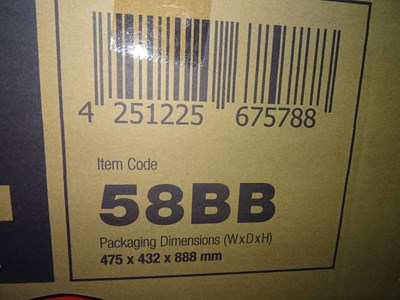 4 251225 675788
Item Code
58BB
Packaging Dimensions (WxDxH)
475 x 432 x 888 mm